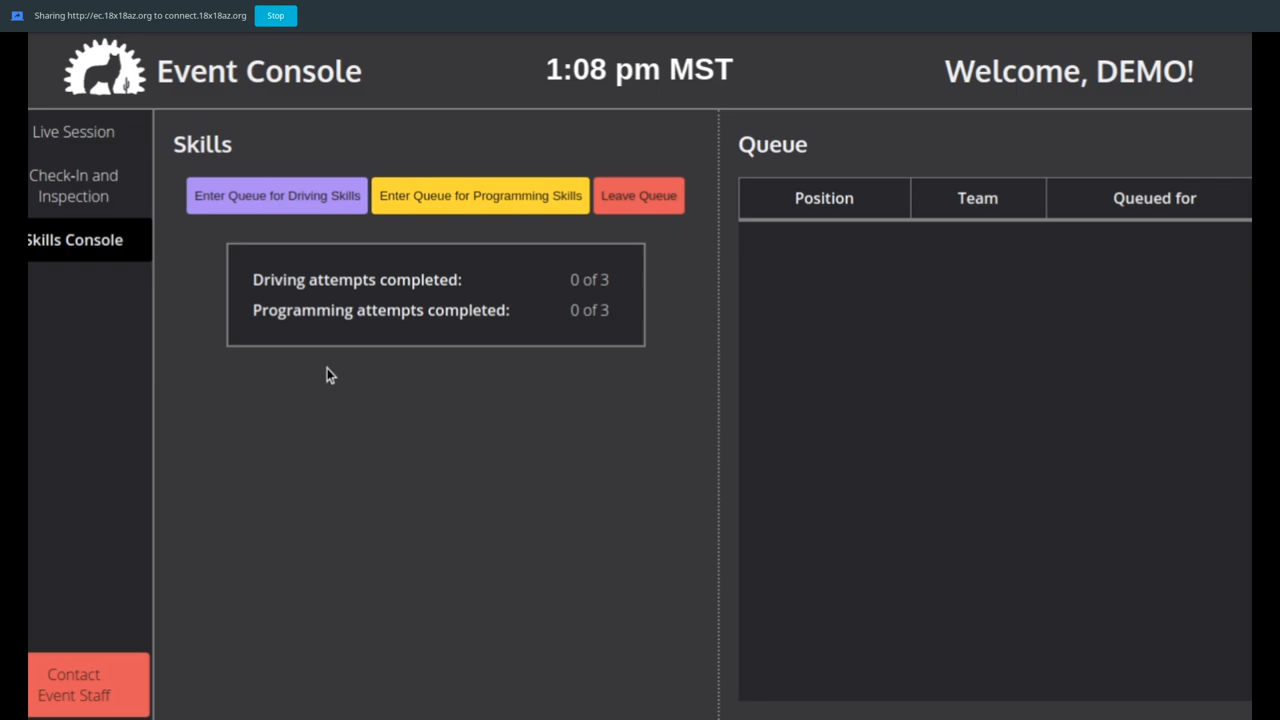 Sharing http://ec.18x18az.org to connect.18x18az.org
Stop
Event Console
1:08 pm MST
Welcome, DEMO!
Live Session
Check-In and
Inspection
Skills Console
Contact
Event Staff
Skills
Enter Queue for Driving Skills
Enter Queue for Programming Skills
Leave Queue
Driving attempts completed: 0 of 3
Programming attempts completed: 0 of 3
Queue
Position Team Queued for